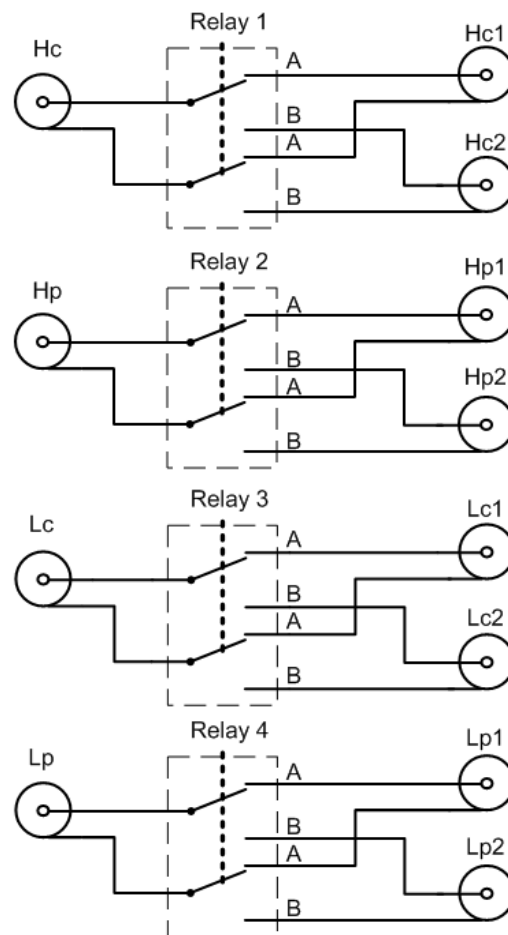 Relay 1
Hc
Hc1
A
B
A
Hc2
B
Relay 2
Hp
Hp1
A
B
A
Hp2
B
Relay 3
Lc
Lc1
A
B
A
Lc2
B
Relay 4
Lp
Lp1
A
B
A
Lp2
B